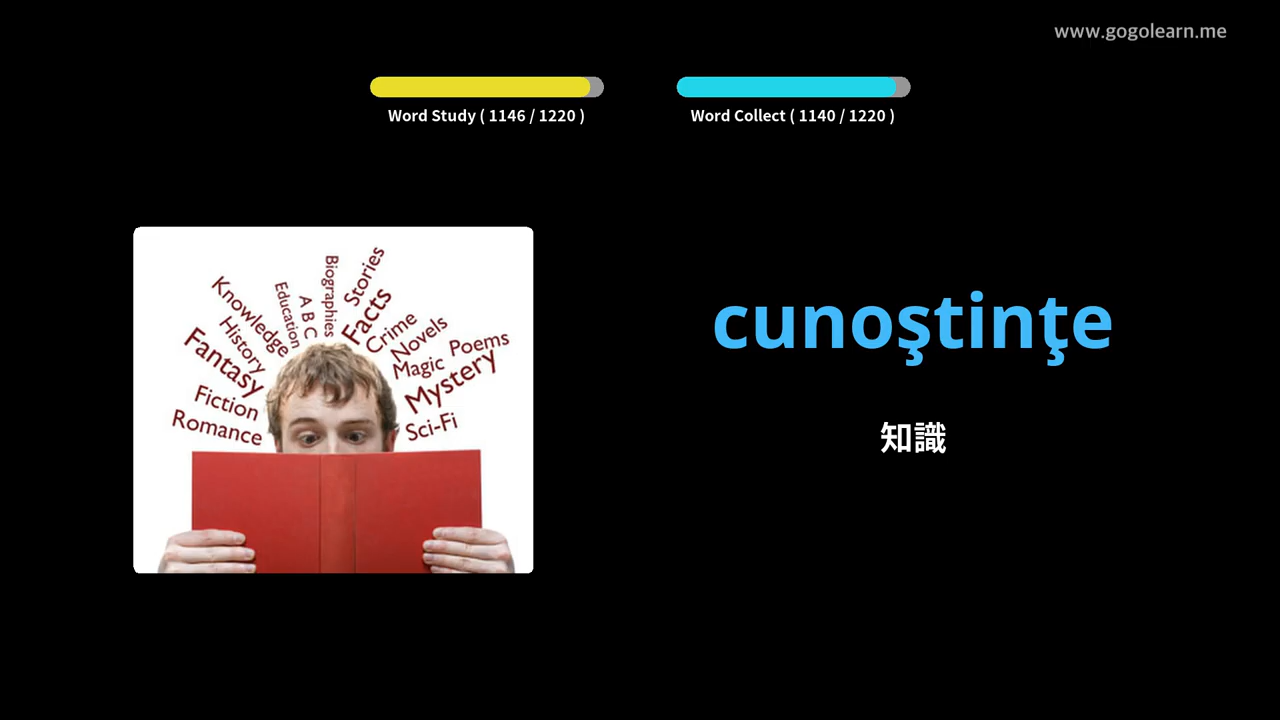 www.gogolearn.me
Word Study ( 1146 / 1220 )
Word Collect ( 1140 / 1220 )
Knowledge
Education
A B C
Biographies
Stories
Facts
Crime
Novels
Poems
Magic
Mystery
Sci-Fi
History
Fantasy
Fiction
Romance
cunoştinţe
知識